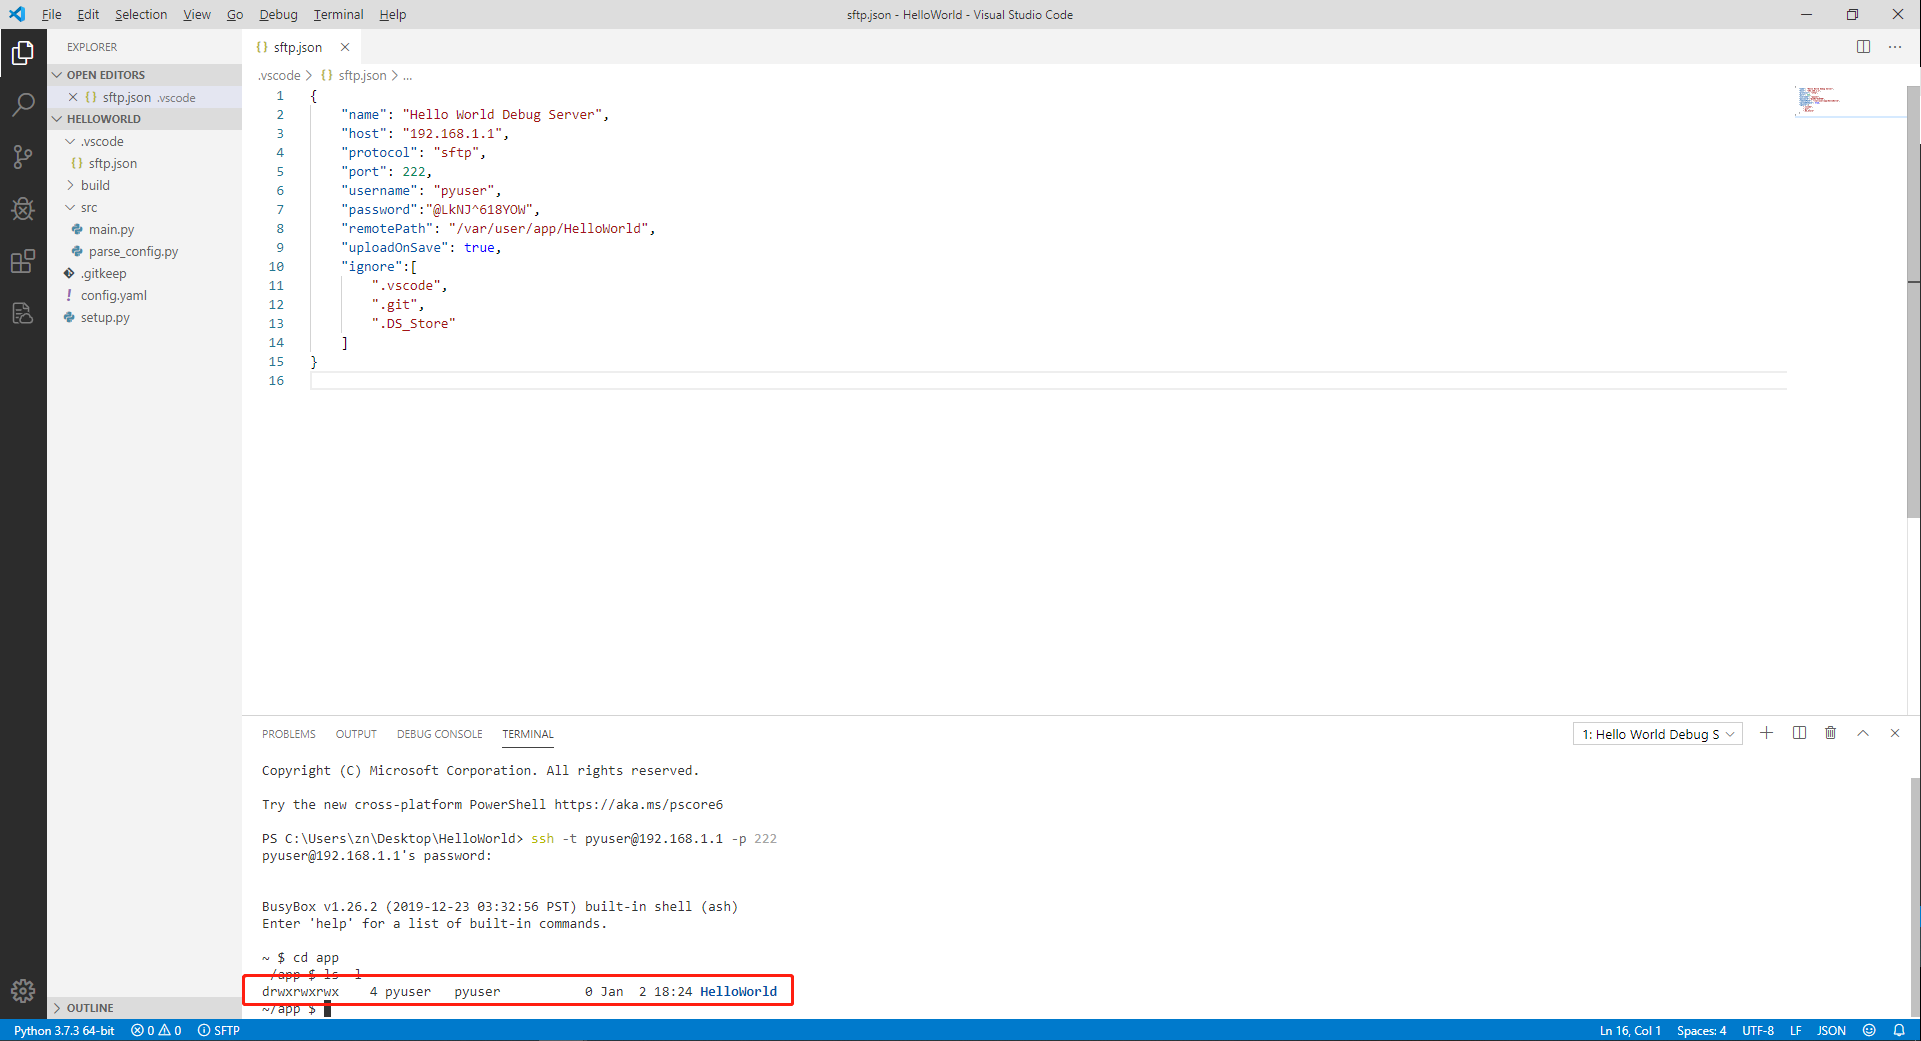 File Edit Selection View Go Debug Terminal Help
sftp.json - HelloWorld - Visual Studio Code
EXPLORER
OPEN EDITORS
sftp.json .vscode
HELLOWORLD
.vscode
sftp.json
build
src
main.py
parse_config.py
.gitkeep
config.yaml
setup.py
OUTLINE
sftp.json
.vscode > {} sftp.json > ...
1 {
2 "name": "Hello World Debug Server",
3 "host": "192.168.1.1",
4 "protocol": "sftp",
5 "port": 222,
6 "username": "pyuser",
7 "password":"@LkNJ^618YOW",
8 "remotePath": "/var/user/app/HelloWorld",
9 "uploadOnSave": true,
10 "ignore":[
11 ".vscode",
12 ".git",
13 ".DS_Store"
14 ]
15 }
16
PROBLEMS OUTPUT DEBUG CONSOLE TERMINAL
1: Hello World Debug S
Copyright (C) Microsoft Corporation. All rights reserved.
Try the new cross-platform PowerShell https://aka.ms/pscore6
PS C:\Users\zn\Desktop\HelloWorld> ssh -t pyuser@192.168.1.1 -p 222
pyuser@192.168.1.1's password:
BusyBox v1.26.2 (2019-12-23 03:32:56 PST) built-in shell (ash)
Enter 'help' for a list of built-in commands.
~ $ cd app
~/app $ ls -l
drwxrwxrwx 4 pyuser pyuser 0 Jan 2 18:24 HelloWorld
~/app $
Python 3.7.3 64-bit 0 0 SFTP
Ln 16, Col 1 Spaces: 4 UTF-8 LF JSON